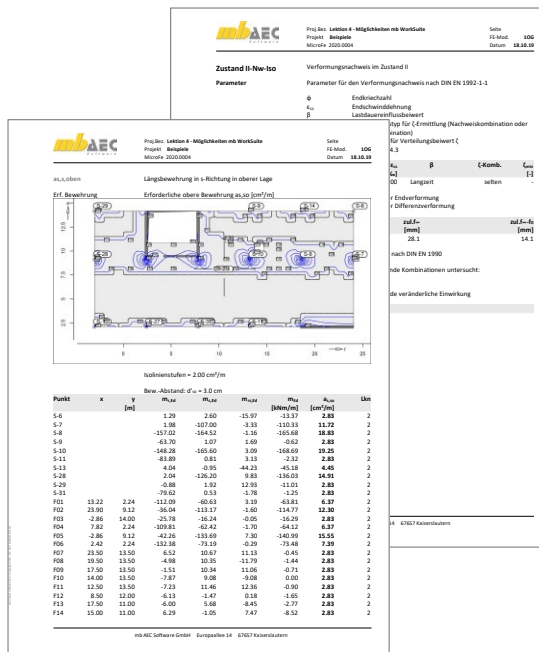 mbAEC
Software
Proj.Bez. Lektion 4 - Möglichkeiten mb WorkSuite Seite
Projekt Beispiele FE-Mod. 1OG
MicroFe 2020.0004 Datum 18.10.19
Zustand II-Nw-Iso Verformungsnachweis im Zustand II
Parameter Parameter für den Verformungsnachweis nach DIN EN 1992-1-1
ϕ Endkriechzahl
Endschwinddehnung
β Lastdauereinflussbeiwert
typ für ζ-Ermittlung (Nachweiskombination oder
ination)
für Verteilungsbeiwert ζ
4.3
β ζ-Komb.
[-]
00 Langzeit selten -
r Endverformung
r Differenzverformung
[mm] [mm]
28.1 14.1
nach DIN EN 1990
nde Kombinationen untersucht:
de veränderliche Einwirkung
14 67657 Kaiserslautern
mbAEC
Software
Proj.Bez. Lektion 4 - Möglichkeiten mb WorkSuite Seite
Projekt Beispiele FE-Mod. 1OG
MicroFe 2020.0004 Datum 18.10.19
as,s,oben Längsbewehrung in s-Richtung in oberer Lage
Erf. Bewehrung Erforderliche obere Bewehrung as,so [cm²/m]
Isolinienstufen = 2.00 cm²/m
Bew.-Abstand: d'so = 3.0 cm
Punkt x y mr,Ed ms,Ed mrs,Ed mEd as,so Lkn
[m] [kNm/m] [cm²/m]
S-6 1.29 2.60 -15.97 -13.37 2.83 2
S-7 1.98 -107.00 -3.33 -110.33 11.72 2
S-8 -157.02 -164.52 -1.16 -165.68 18.83 2
S-9 -63.70 1.07 1.69 -0.62 2.83 2
S-10 -148.28 -165.60 3.09 -168.69 19.25 2
S-11 -83.89 0.81 3.13 -2.32 2.83 2
S-13 4.04 -0.95 -44.23 -45.18 4.45 2
S-28 2.04 -126.20 9.83 -136.03 14.91 2
S-29 -0.88 1.92 12.93 -11.01 2.83 2
S-31 -79.62 0.53 -1.78 -1.25 2.83 2
F01 13.22 2.24 -112.09 -60.63 3.19 -63.81 6.37 2
F02 23.90 9.12 -36.04 -113.17 -1.60 -114.77 12.30 2
F03 -2.86 14.00 -25.78 -16.24 -0.05 -16.29 2.83 2
F04 7.82 2.24 -109.81 -62.42 -1.70 -64.12 6.37 2
F05 -2.86 9.12 -42.26 -133.69 7.30 -140.99 15.55 2
F06 2.42 2.24 -132.38 -73.19 -0.29 -73.48 7.39 2
F07 23.50 13.50 6.52 10.67 11.13 -0.45 2.83 2
F08 19.50 13.50 -4.98 10.35 -11.79 -1.44 2.83 2
F09 17.50 13.50 -1.51 10.34 11.06 -0.71 2.83 2
F10 14.00 13.50 -7.87 9.08 -9.08 0.00 2.83 2
F11 12.50 13.50 -7.23 11.46 12.36 -0.90 2.83 2
F12 8.50 12.00 -6.13 -1.47 0.18 -1.65 2.83 2
F13 17.50 11.00 -6.00 5.68 -8.45 -2.77 2.83 2
F14 15.00 11.00 6.29 -1.05 7.47 -8.52 2.83 2
mb AEC Software GmbH Europaallee 14 67657 Kaiserslautern